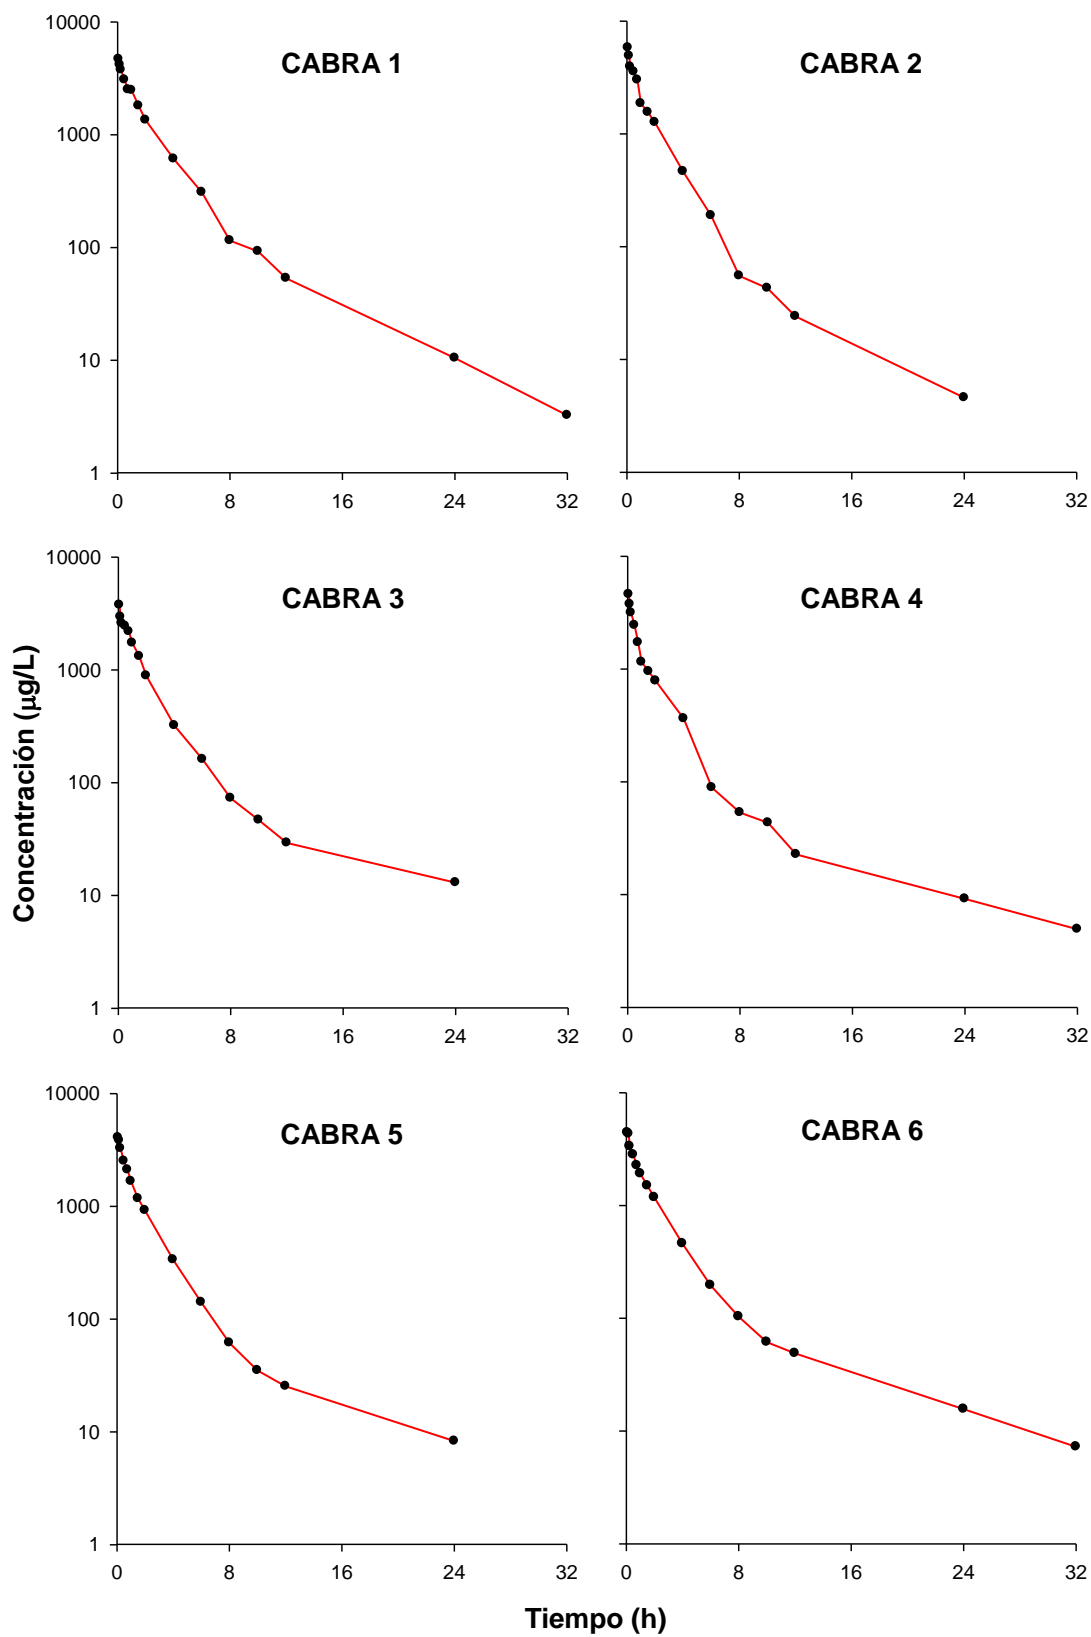 10000
1000
100
10
1
CABRA 1
0 8 16 24 32
CABRA 2
0 8 16 24 32
10000
1000
100
10
1
CABRA 3
0 8 16 24 32
CABRA 4
0 8 16 24 32
Concentración (µg/L)
10000
1000
100
10
1
CABRA 5
0 8 16 24 32
CABRA 6
0 8 16 24 32
Tiempo (h)